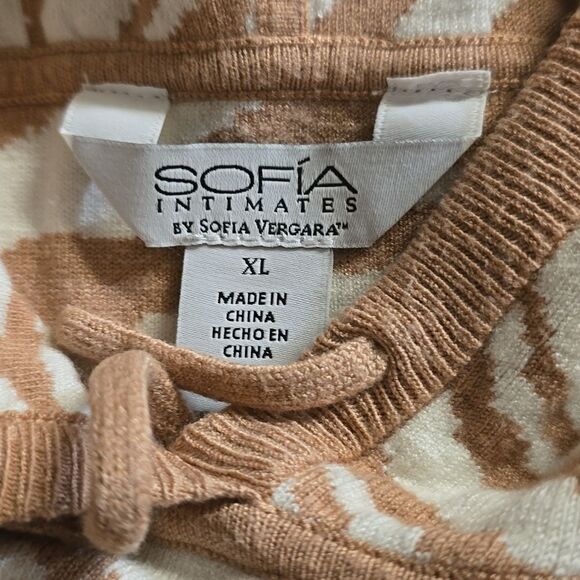 SOFÍA
INTIMATES
BY SOFIA VERGARA™
XL
MADE IN
CHINA
HECHO EN
CHINA